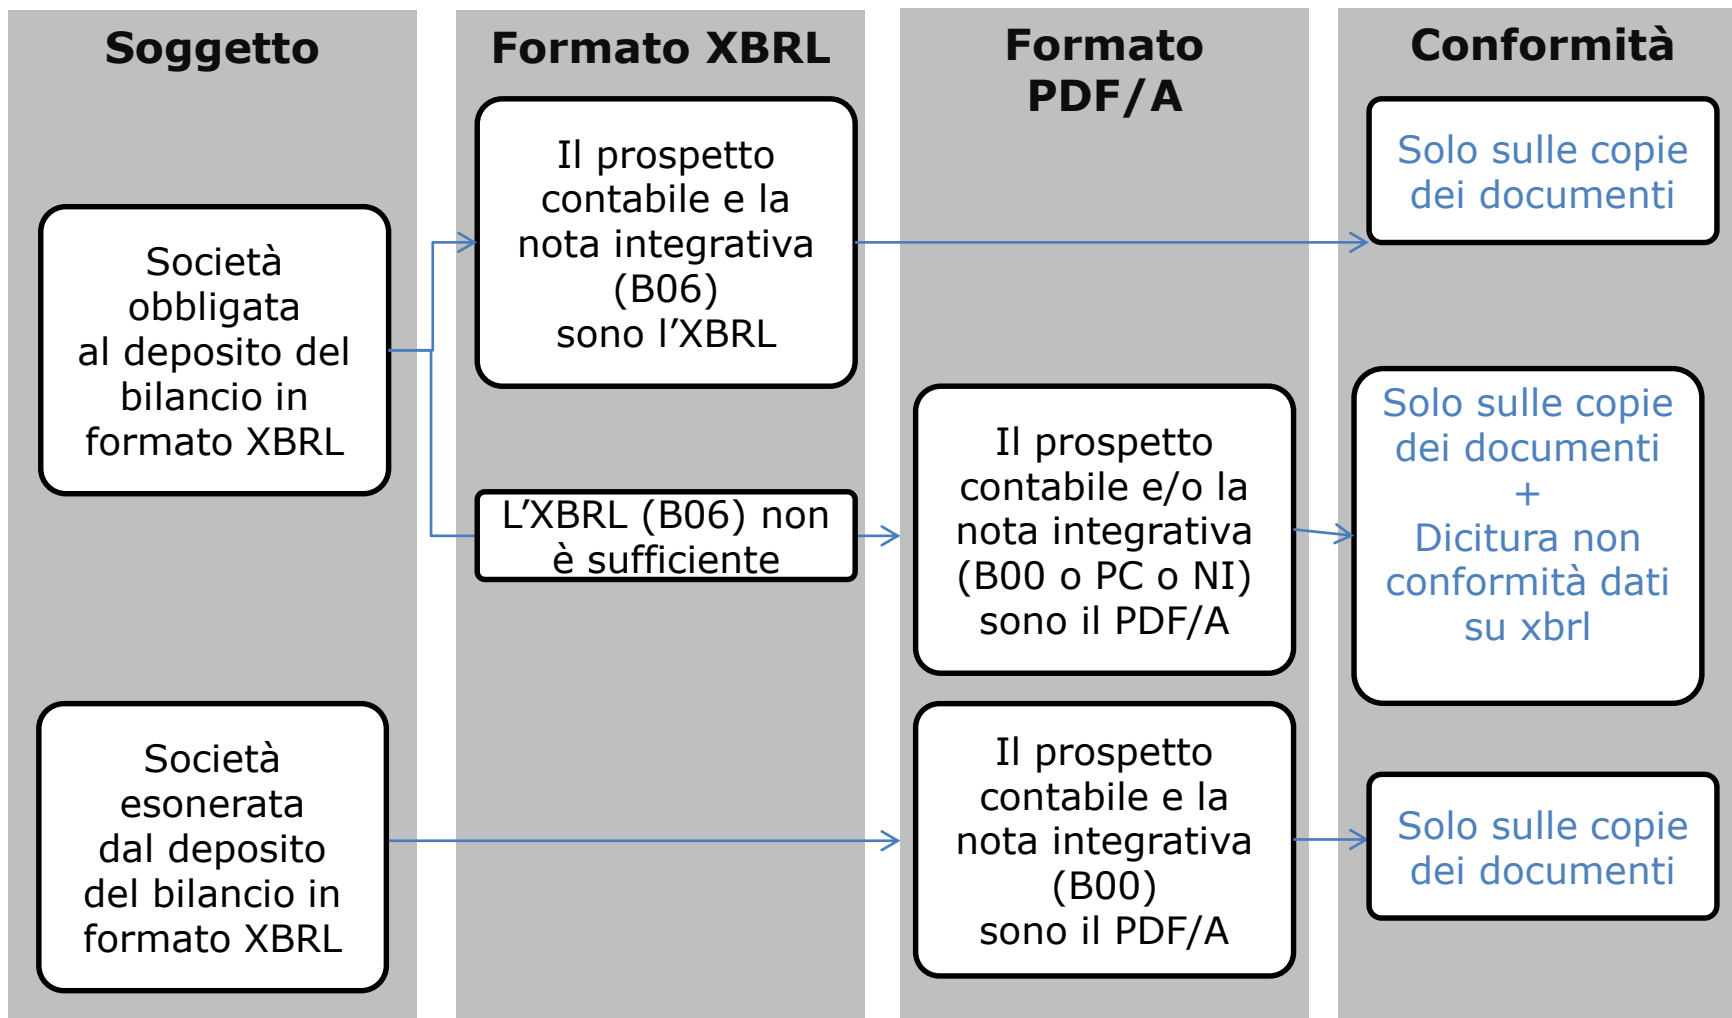 Soggetto
Società
obbligata
al deposito del
bilancio in
formato XBRL
Società
esonerata
dal deposito
del bilancio in
formato XBRL
Formato XBRL
Il prospetto
contabile e la
nota integrativa
(B06)
sono l’XBRL
L’XBRL (B06) non
è sufficiente
Formato
PDF/A
Il prospetto
contabile e/o la
nota integrativa
(B00 o PC o NI)
sono il PDF/A
Il prospetto
contabile e la
nota integrativa
(B00)
sono il PDF/A
Conformità
Solo sulle copie
dei documenti
Solo sulle copie
dei documenti
+
Dicitura non
conformità dati
su xbrl
Solo sulle copie
dei documenti